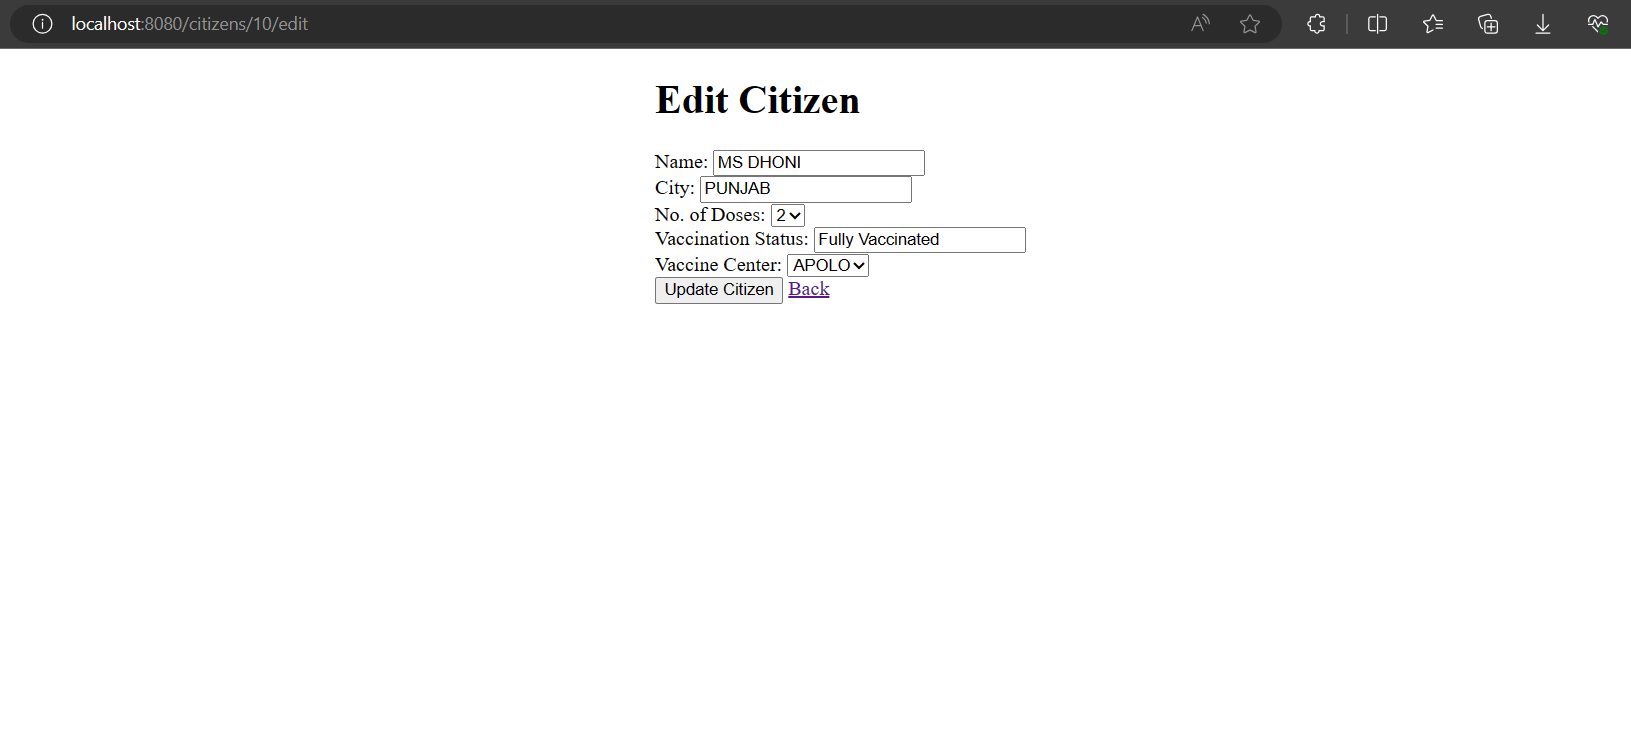 localhost:8080/citizens/10/edit
Edit Citizen
Name: MS DHONI
City: PUNJAB
No. of Doses: 2
Vaccination Status: Fully Vaccinated
Vaccine Center: APOLO
Update Citizen Back